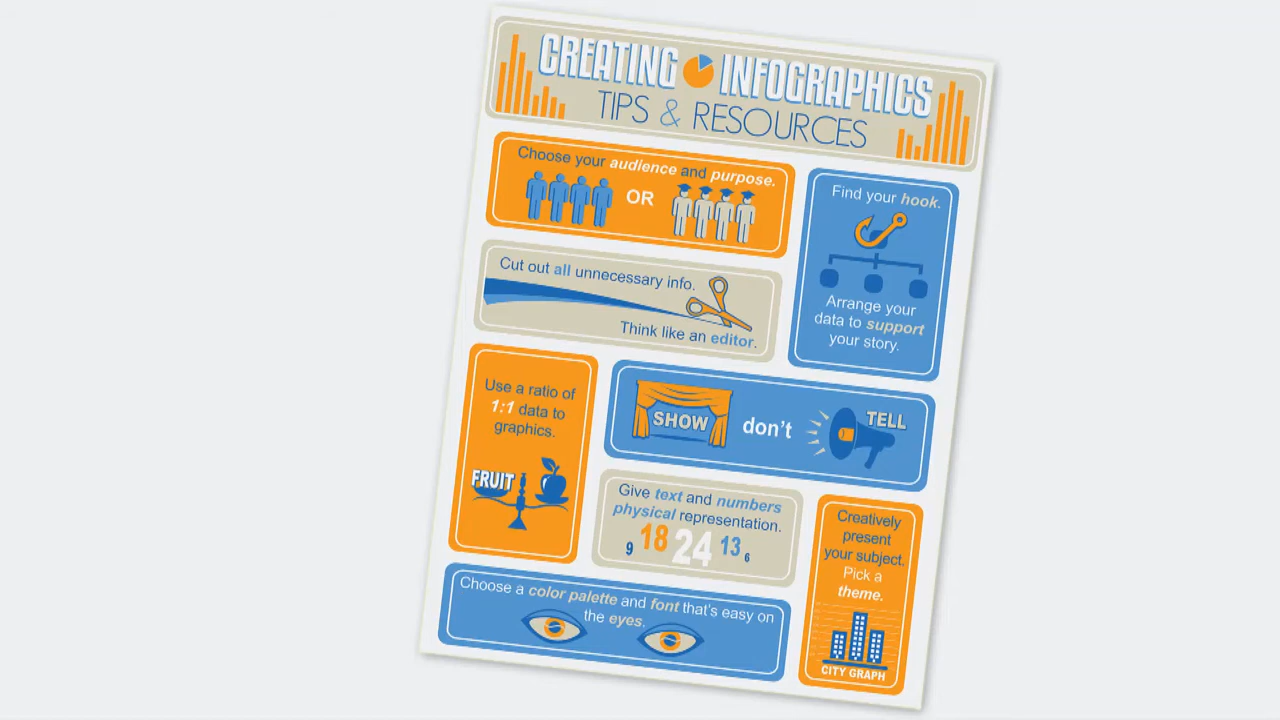 CREATING INFOGRAPHICS
TIPS & RESOURCES
Choose your audience and purpose.
OR
Find your hook.
Arrange your
data to support
your story.
Cut out all unnecessary info.
Think like an editor.
Use a ratio of
1:1 data to
graphics.
FRUIT
SHOW don't TELL
Give text and numbers
physical representation.
9 18 24 13 6
Creatively
present
your subject.
Pick a
theme.
CITY GRAPH
Choose a color palette and font that's easy on
the eyes.